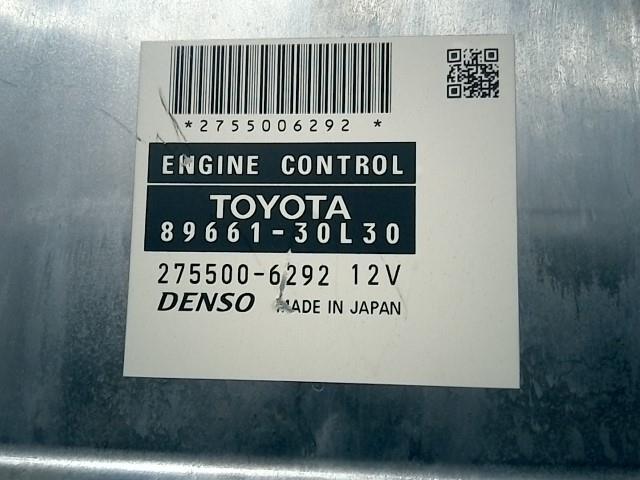 *2755006292 *
ENGINE CONTROL
TOYOTA
89661-30L30
275500-6292 12V
DENSO MADE IN JAPAN